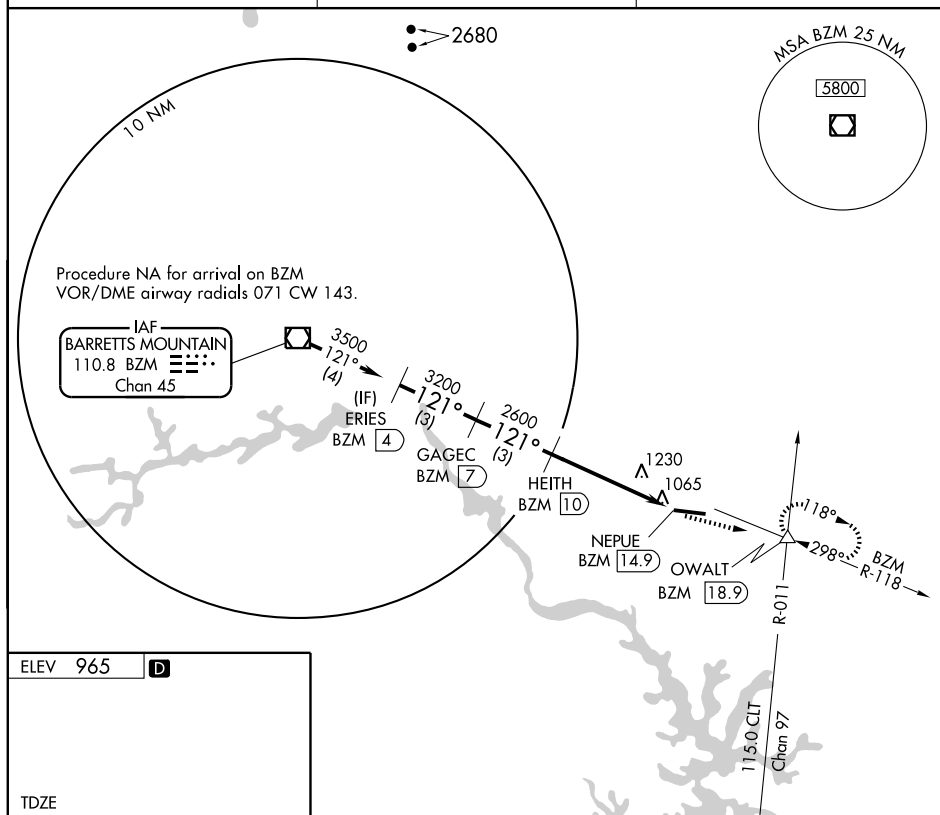 2680
MSA BZM 25 NM
5800
10 NM
Procedure NA for arrival on BZM
VOR/DME airway radials 071 CW 143.
IAF
BARRETTS MOUNTAIN
110.8 BZM
Chan 45
3500
121°
(4)
(IF)
ERIES
BZM 4
3200
121°
(3)
GAGEC
BZM 7
2600
121°
(3)
HEITH
BZM 10
1230
1065
NEPUE
BZM 14.9
OWALT
BZM 18.9
118°
298°
BZM
R-118
R-011
115.0 CLT
Chan 97
ELEV 965 D
TDZE